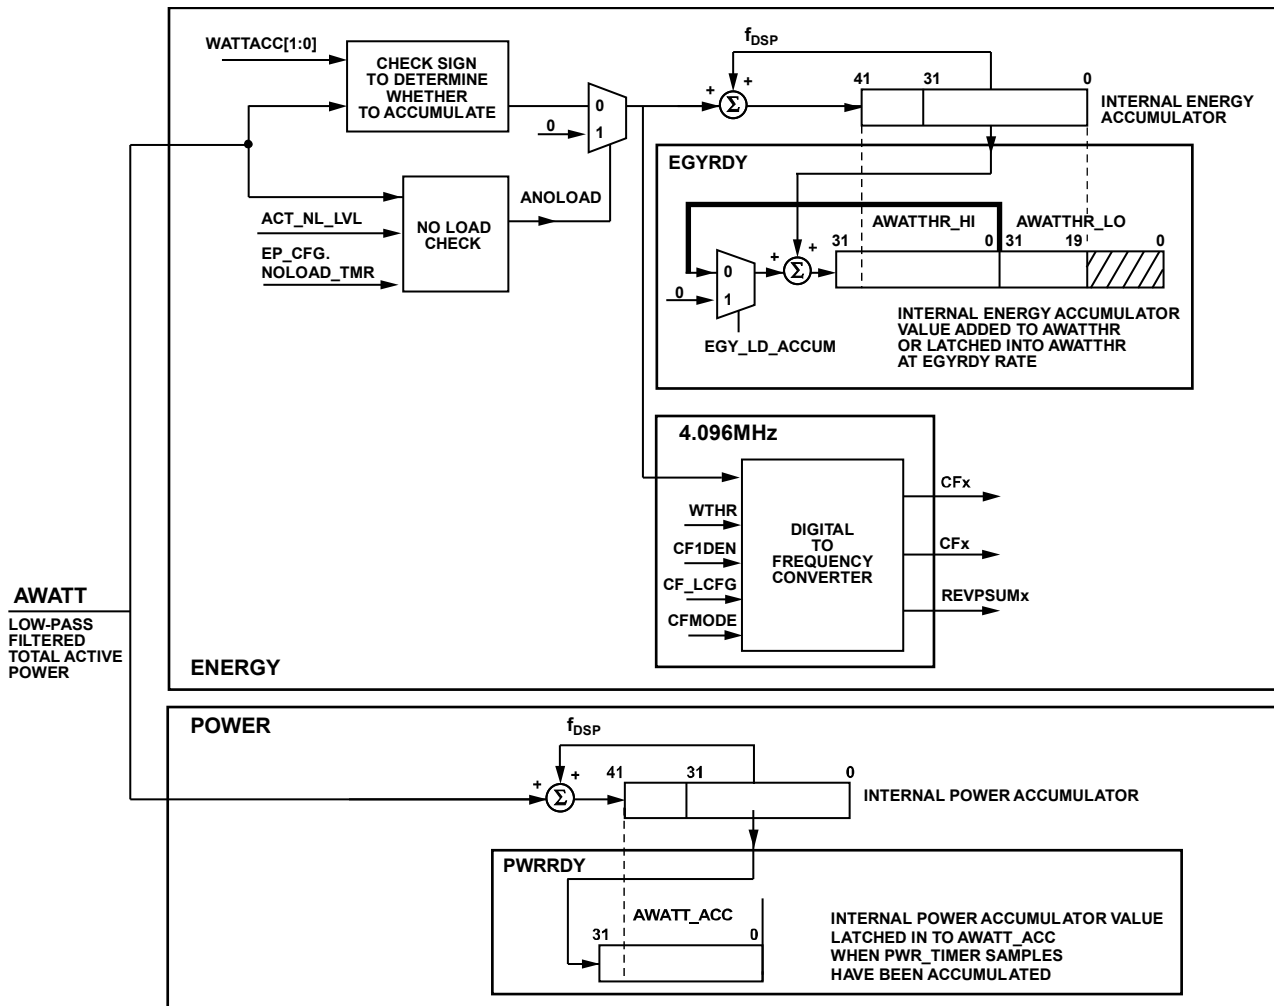 WATTACC[1:0]
CHECK SIGN
TO DETERMINE
WHETHER
TO ACCUMULATE
0
0
1
fDSP
+
+
Σ
41
31
0
INTERNAL ENERGY
ACCUMULATOR
ACT_NL_LVL
EP_CFG.
NOLOAD_TMR
NO LOAD
CHECK
ANOLOAD
EGYRDY
AWATTHR_HI
AWATTHR_LO
31
0
31
19
0
0
0
1
+
+
Σ
EGY_LD_ACCUM
INTERNAL ENERGY ACCUMULATOR
VALUE ADDED TO AWATTHR
OR LATCHED INTO AWATTHR
AT EGYRDY RATE
4.096MHz
WTHR
CF1DEN
CF_LCFG
CFMODE
DIGITAL
TO
FREQUENCY
CONVERTER
CFx
CFx
REVPSUMx
AWATT
LOW-PASS
FILTERED
TOTAL ACTIVE
POWER
ENERGY
POWER
fDSP
+
+
Σ
41
31
0
INTERNAL POWER ACCUMULATOR
PWRRDY
AWATT_ACC
31
0
INTERNAL POWER ACCUMULATOR VALUE
LATCHED IN TO AWATT_ACC
WHEN PWR_TIMER SAMPLES
HAVE BEEN ACCUMULATED